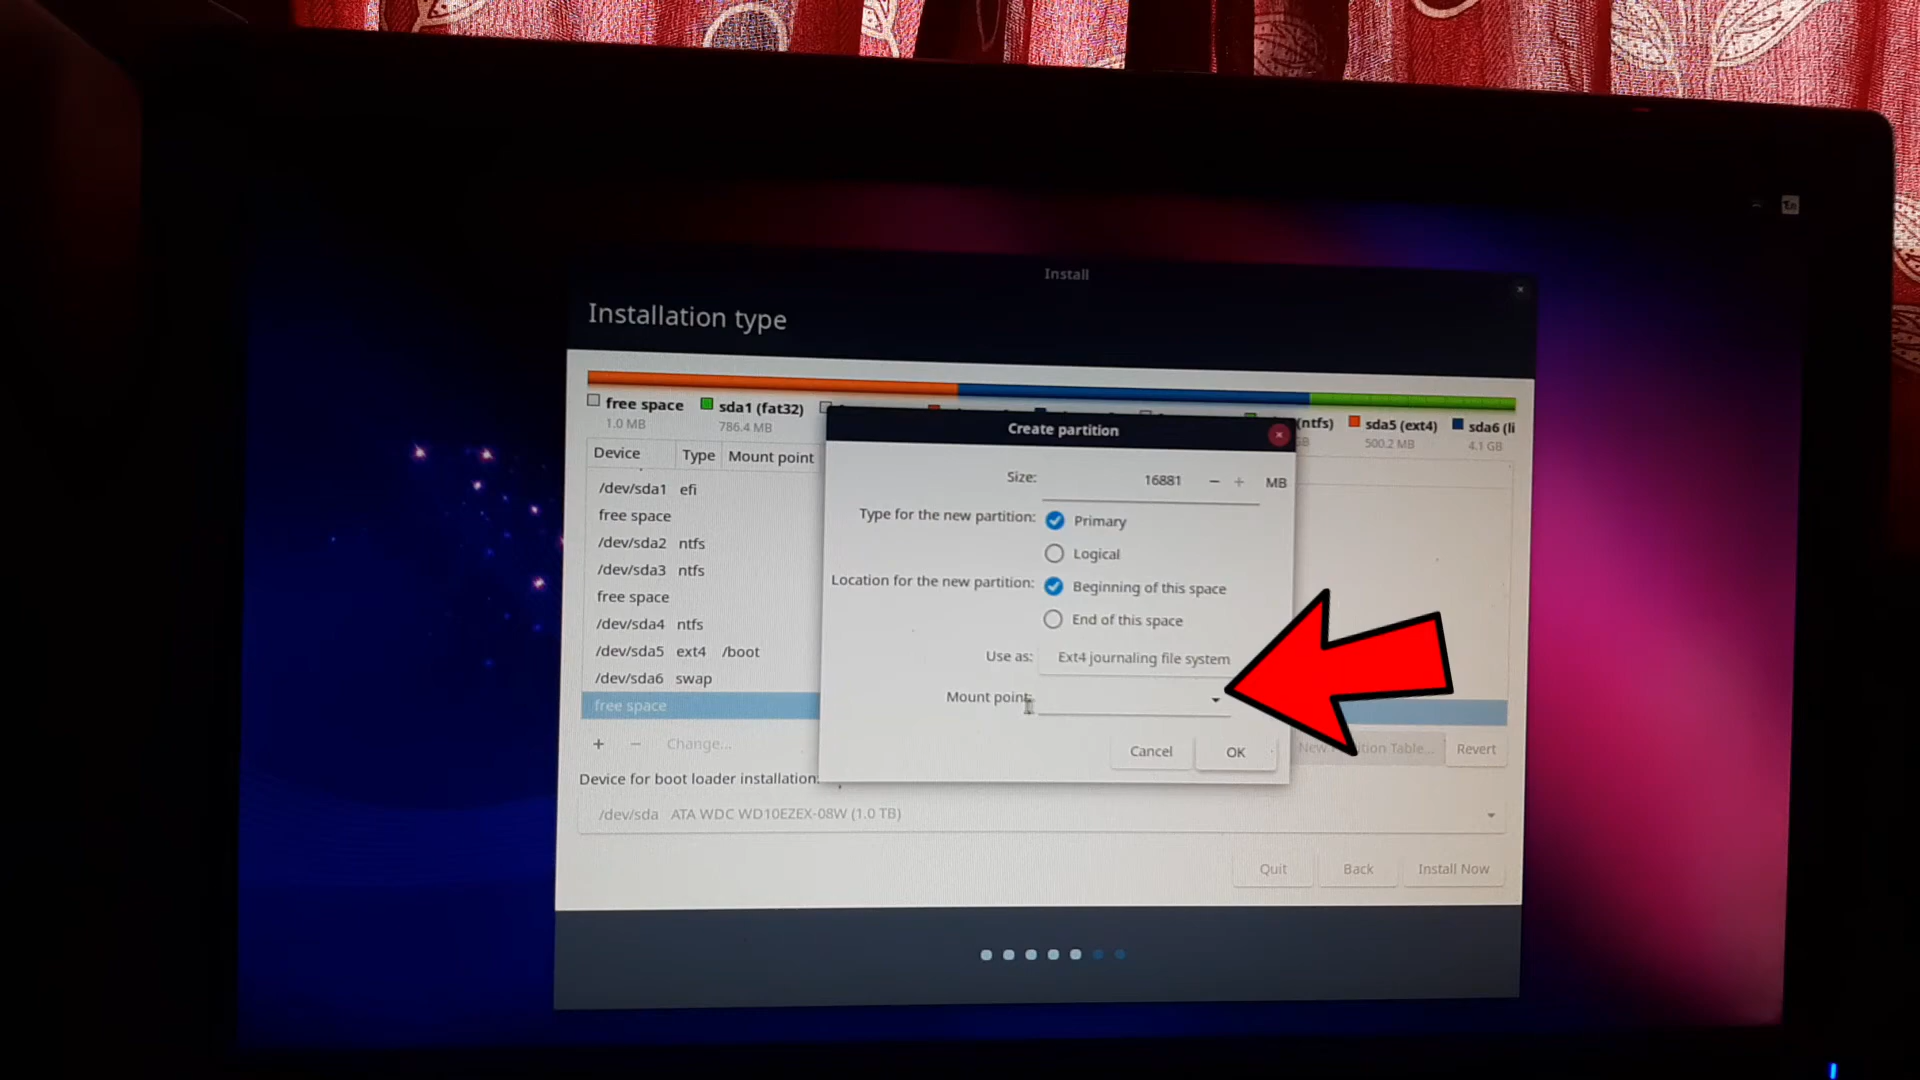 En
Install
Installation type
free space
1.0 MB
sda1 (fat32)
786.4 MB
(ntfs)
sda5 (ext4)
500.2 MB
sda6 (li
4.1 GB
Device Type Mount point
/dev/sda1 efi
free space
/dev/sda2 ntfs
/dev/sda3 ntfs
free space
/dev/sda4 ntfs
/dev/sda5 ext4 /boot
/dev/sda6 swap
free space
+ − Change...
Revert
Create partition
Size: 16881 − + MB
Type for the new partition: Primary
Logical
Location for the new partition: Beginning of this space
End of this space
Use as: Ext4 journaling file system
Mount point:
Cancel OK
Device for boot loader installation:
/dev/sda ATA WDC WD10EZEX-08W (1.0 TB)
Quit Back Install Now